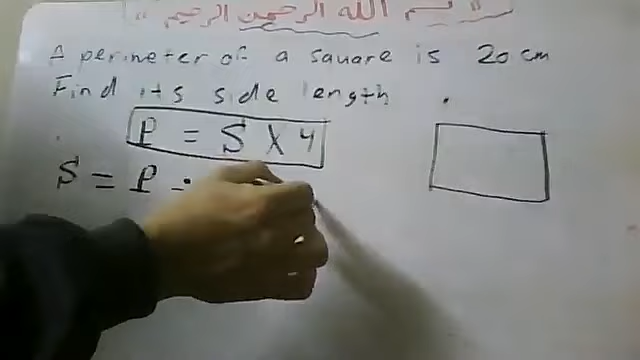 بسم الله الرحمن الرحيم
A perimeter of a square is 20 cm
Find its side length
P = S X 4
S = P ÷